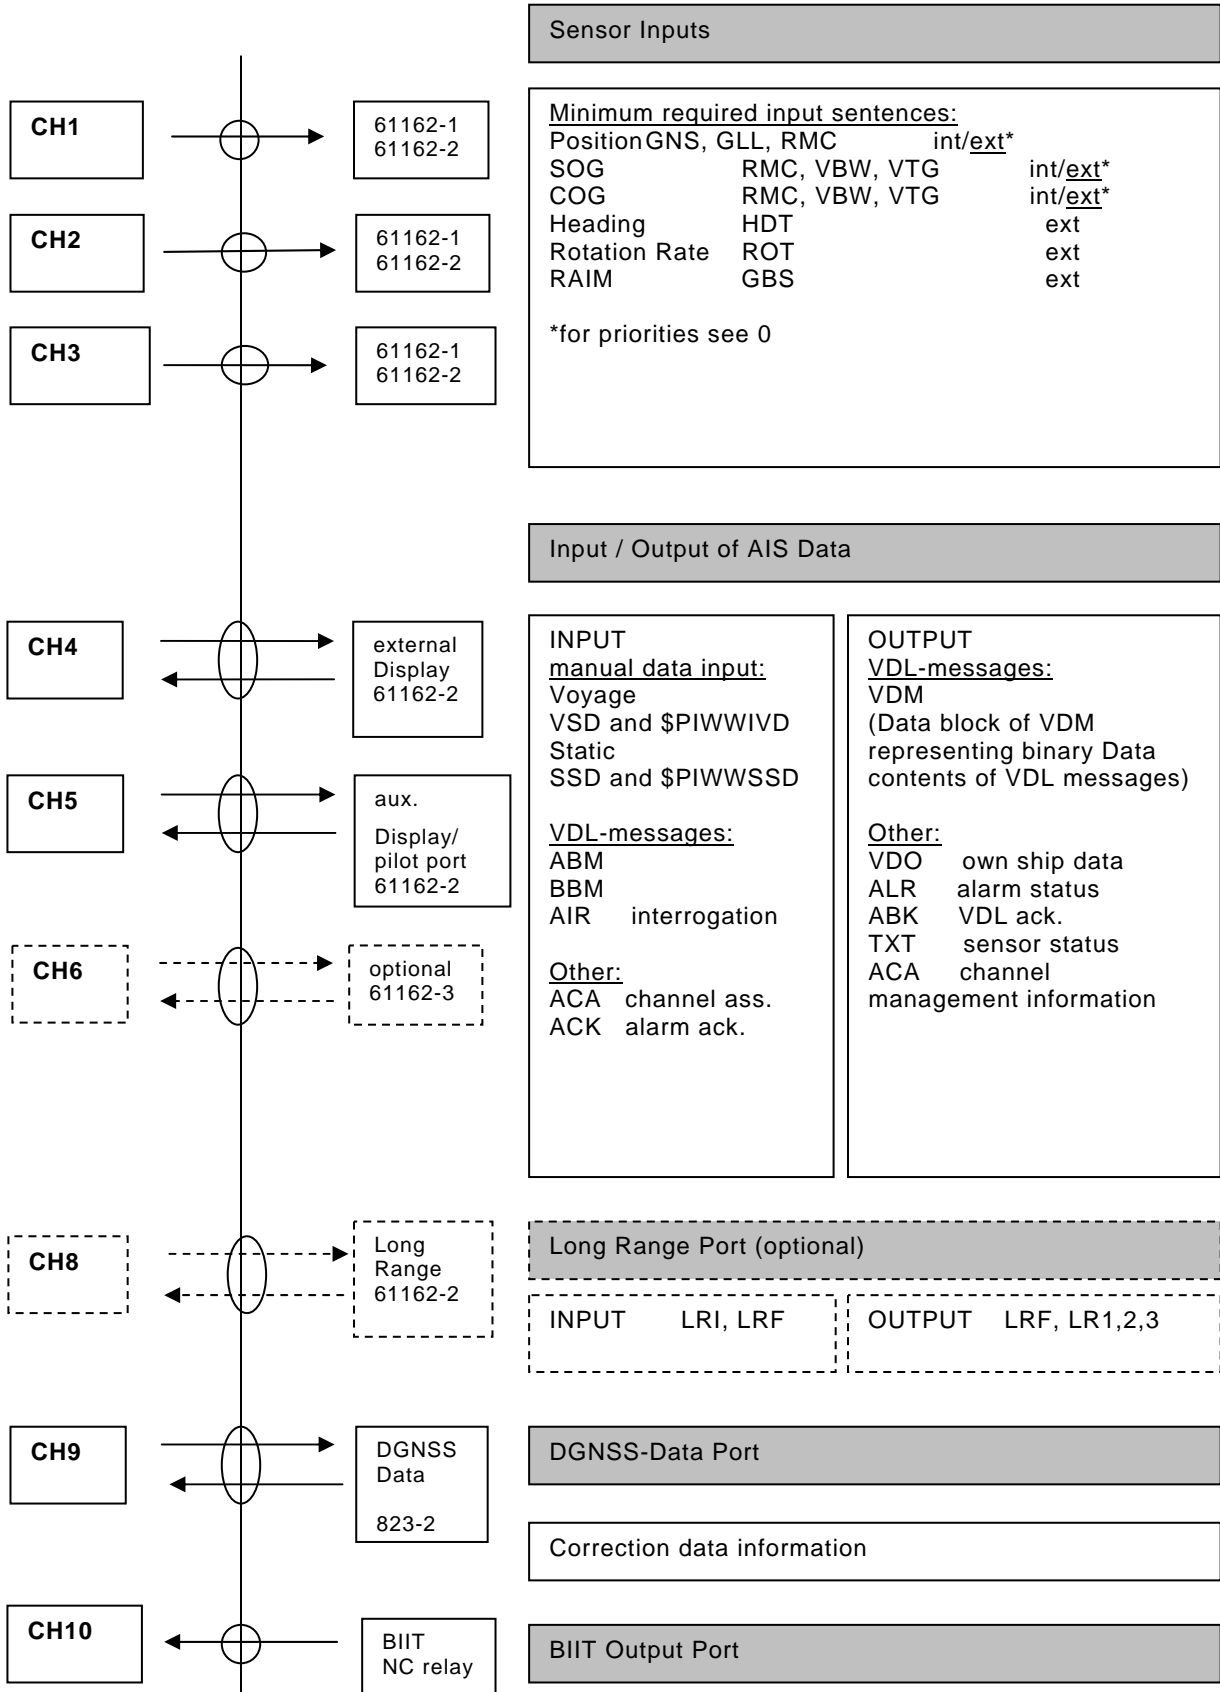 Sensor Inputs
CH1
61162-1
61162-2
Minimum required input sentences:
Position GNS, GLL, RMC int/ext*
SOG RMC, VBW, VTG int/ext*
COG RMC, VBW, VTG int/ext*
Heading HDT ext
Rotation Rate ROT ext
RAIM GBS ext
*for priorities see 0
CH2
61162-1
61162-2
CH3
61162-1
61162-2
Input / Output of AIS Data
CH4
external
Display
61162-2
CH5
aux.
Display/
pilot port
61162-2
CH6
optional
61162-3
INPUT
manual data input:
Voyage
VSD and $PIWWIVD
Static
SSD and $PIWWSSD
VDL-messages:
ABM
BBM
AIR interrogation
Other:
ACA channel ass.
ACK alarm ack.
OUTPUT
VDL-messages:
VDM
(Data block of VDM
representing binary Data
contents of VDL messages)
Other:
VDO own ship data
ALR alarm status
ABK VDL ack.
TXT sensor status
ACA channel
management information
CH8
Long
Range
61162-2
Long Range Port (optional)
INPUT LRI, LRF
OUTPUT LRF, LR1,2,3
CH9
DGNSS
Data
823-2
DGNSS-Data Port
Correction data information
CH10
BIIT
NC relay
BIIT Output Port